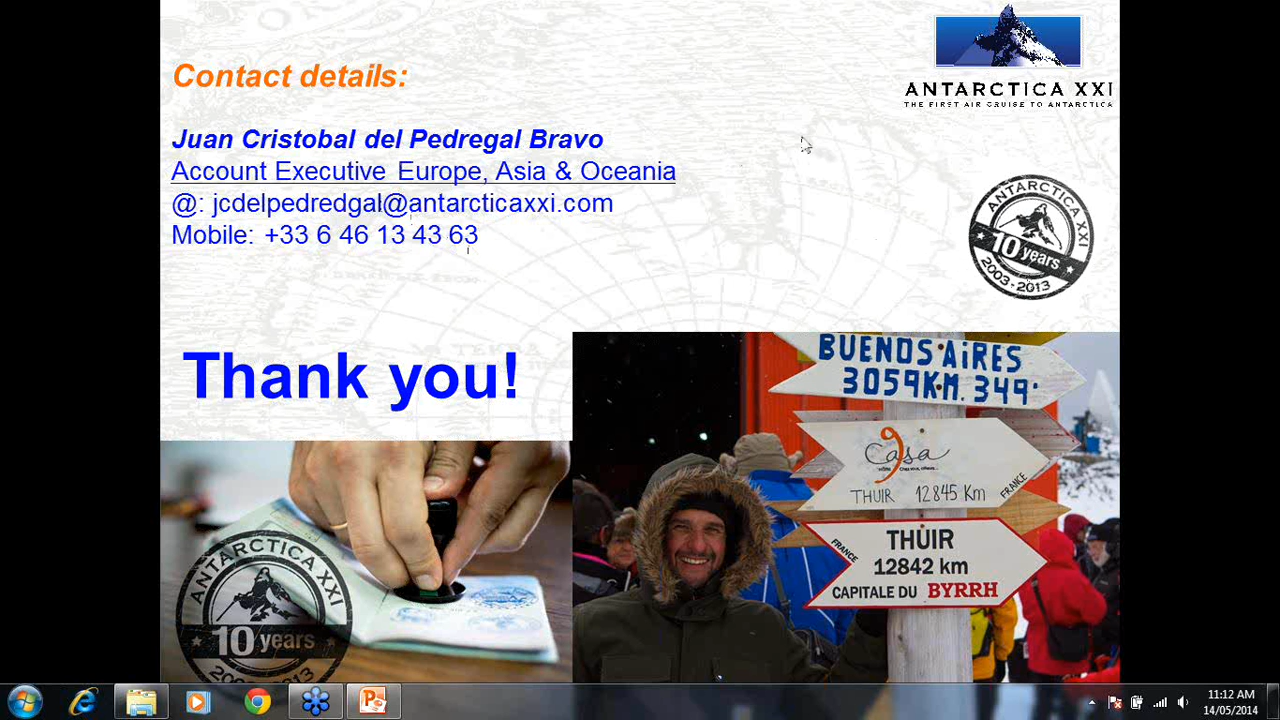 Contact details:
Juan Cristobal del Pedregal Bravo
Account Executive Europe, Asia & Oceania
@: jcdelpedredgal@antarcticaxxi.com
Mobile: +33 6 46 13 43 63
ANTARCTICA XXI
THE FIRST AIR CRUISE TO ANTARCTICA
ANTARCTICA XXI
10 years
2003-2013
Thank you!
BUENOS AiRES
3059KM. 349'
Casa
THUIR 12845 Km
FRANCE
FRANCE
THUIR
12842 km
CAPITALE DU BYRRH
ANTARCTICA XXI
10 years
11:12 AM
14/05/2014